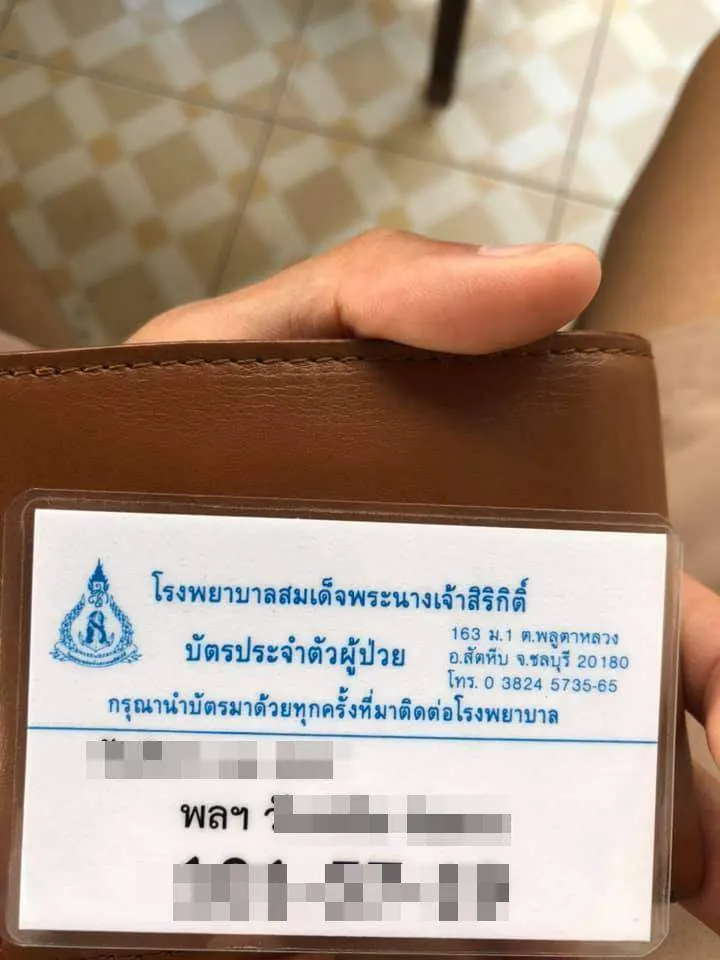 โรงพยาบาลสมเด็จพระนางเจ้าสิริกิติ์
บัตรประจำตัวผู้ป่วย
163 ม.1 ต.พลูตาหลวง
อ.สัตหีบ จ.ชลบุรี 20180
โทร. 0 3824 5735-65
กรุณานำบัตรมาด้วยทุกครั้งที่มาติดต่อโรงพยาบาล
พลฯ